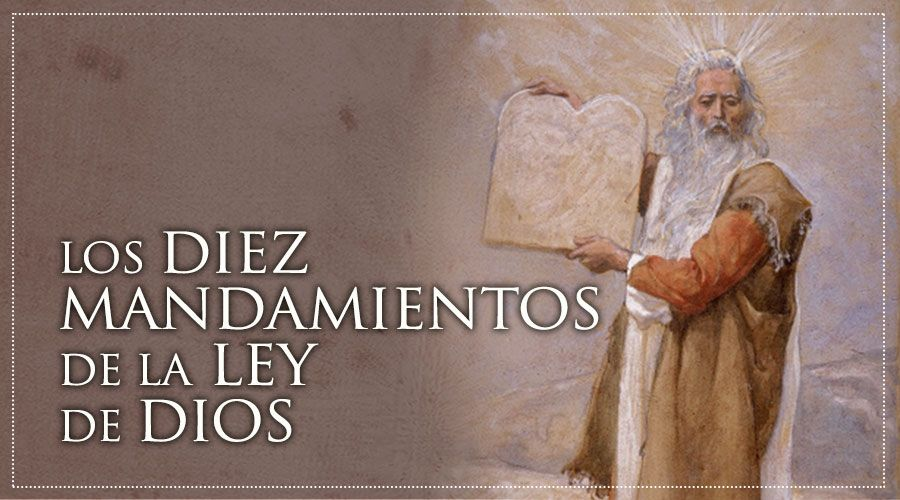 LOS DIEZ
MANDAMIENTOS
DE LA LEY
DE DIOS